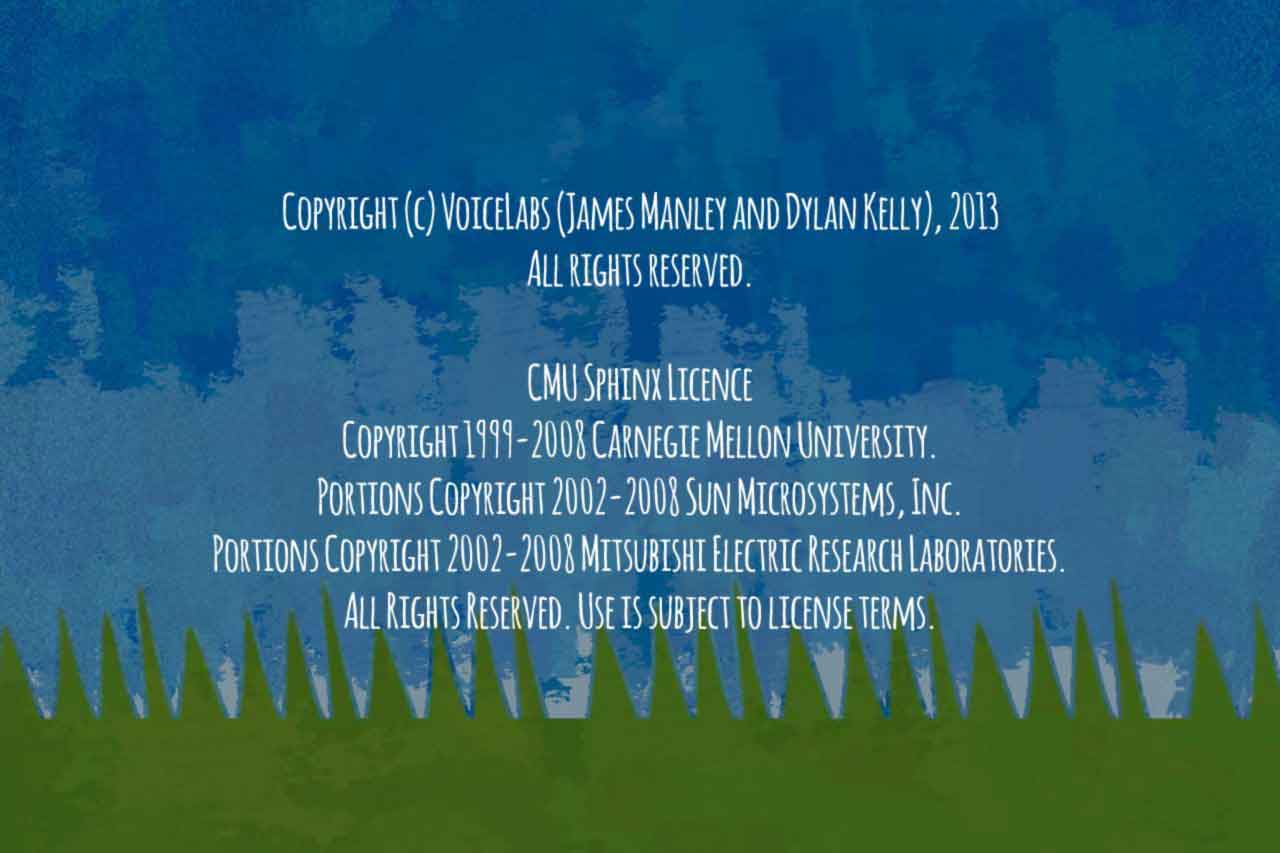 Copyright (c) VoiceLabs (James Manley and Dylan Kelly), 2013
All rights reserved.
CMU Sphinx Licence
Copyright 1999-2008 Carnegie Mellon University.
Portions Copyright 2002-2008 Sun Microsystems, Inc.
Portions Copyright 2002-2008 Mitsubishi Electric Research Laboratories.
All Rights Reserved. Use is subject to license terms.